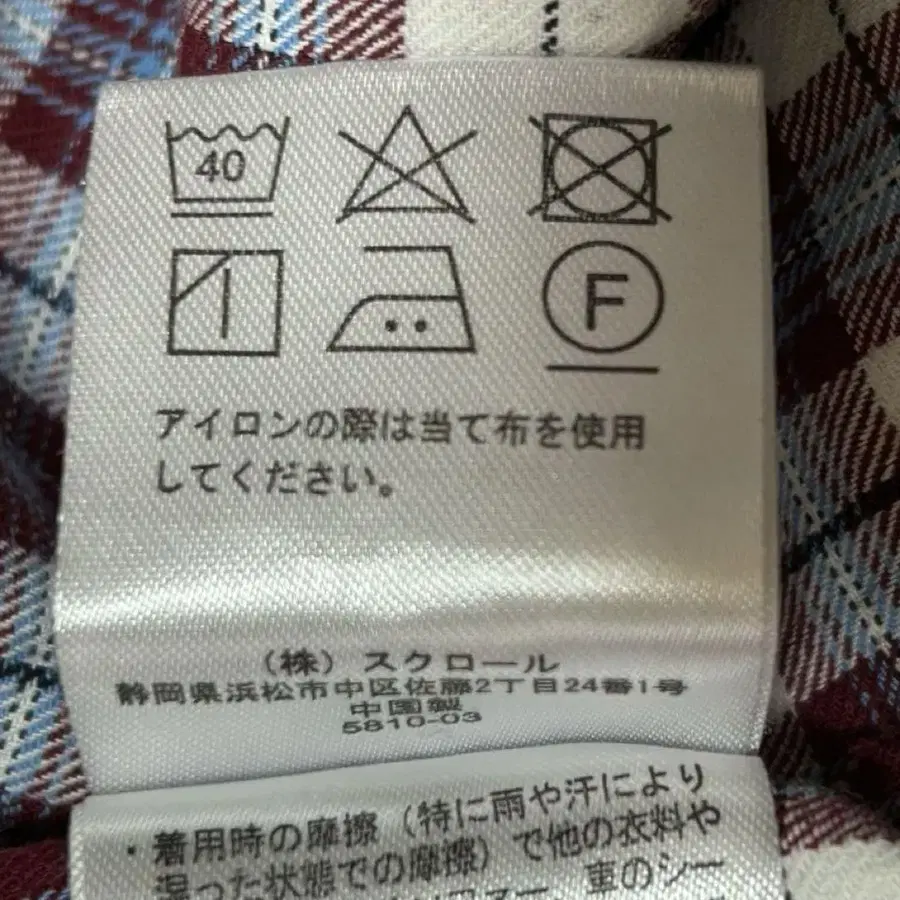 40
F
アイロンの際は当て布を使用
してください。
(株)スクロール
静岡県浜松市中区佐藤2丁目24番1号
中国製
5810-03
・着用時の摩擦(特に雨や汗により
湿った状態での摩擦)で他の衣料や
車のシー